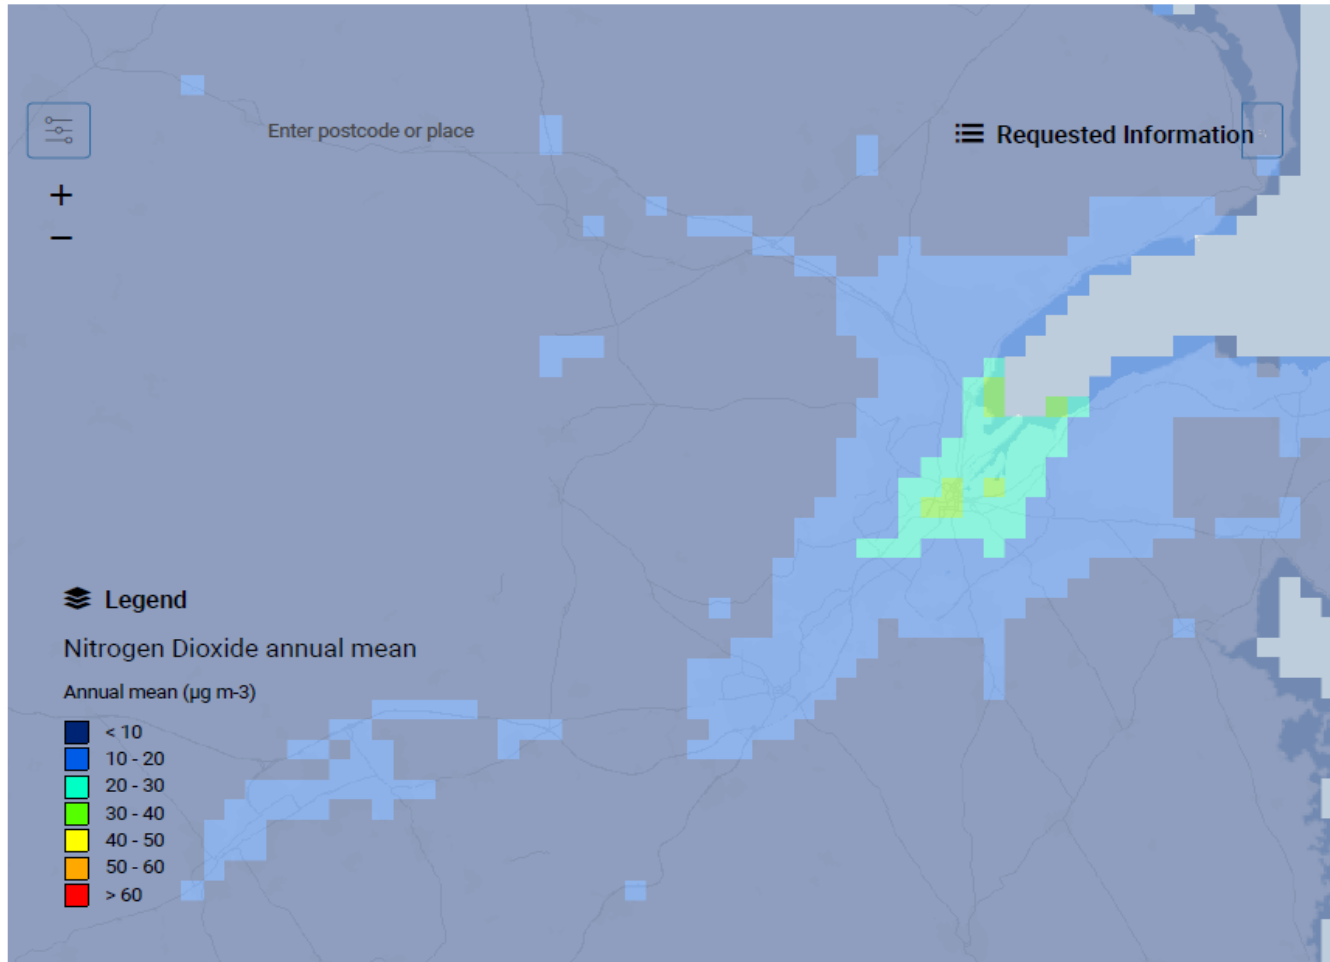 Enter postcode or place
Requested Information
+
−
Legend
Nitrogen Dioxide annual mean
Annual mean (µg m-3)
< 10
10 - 20
20 - 30
30 - 40
40 - 50
50 - 60
> 60